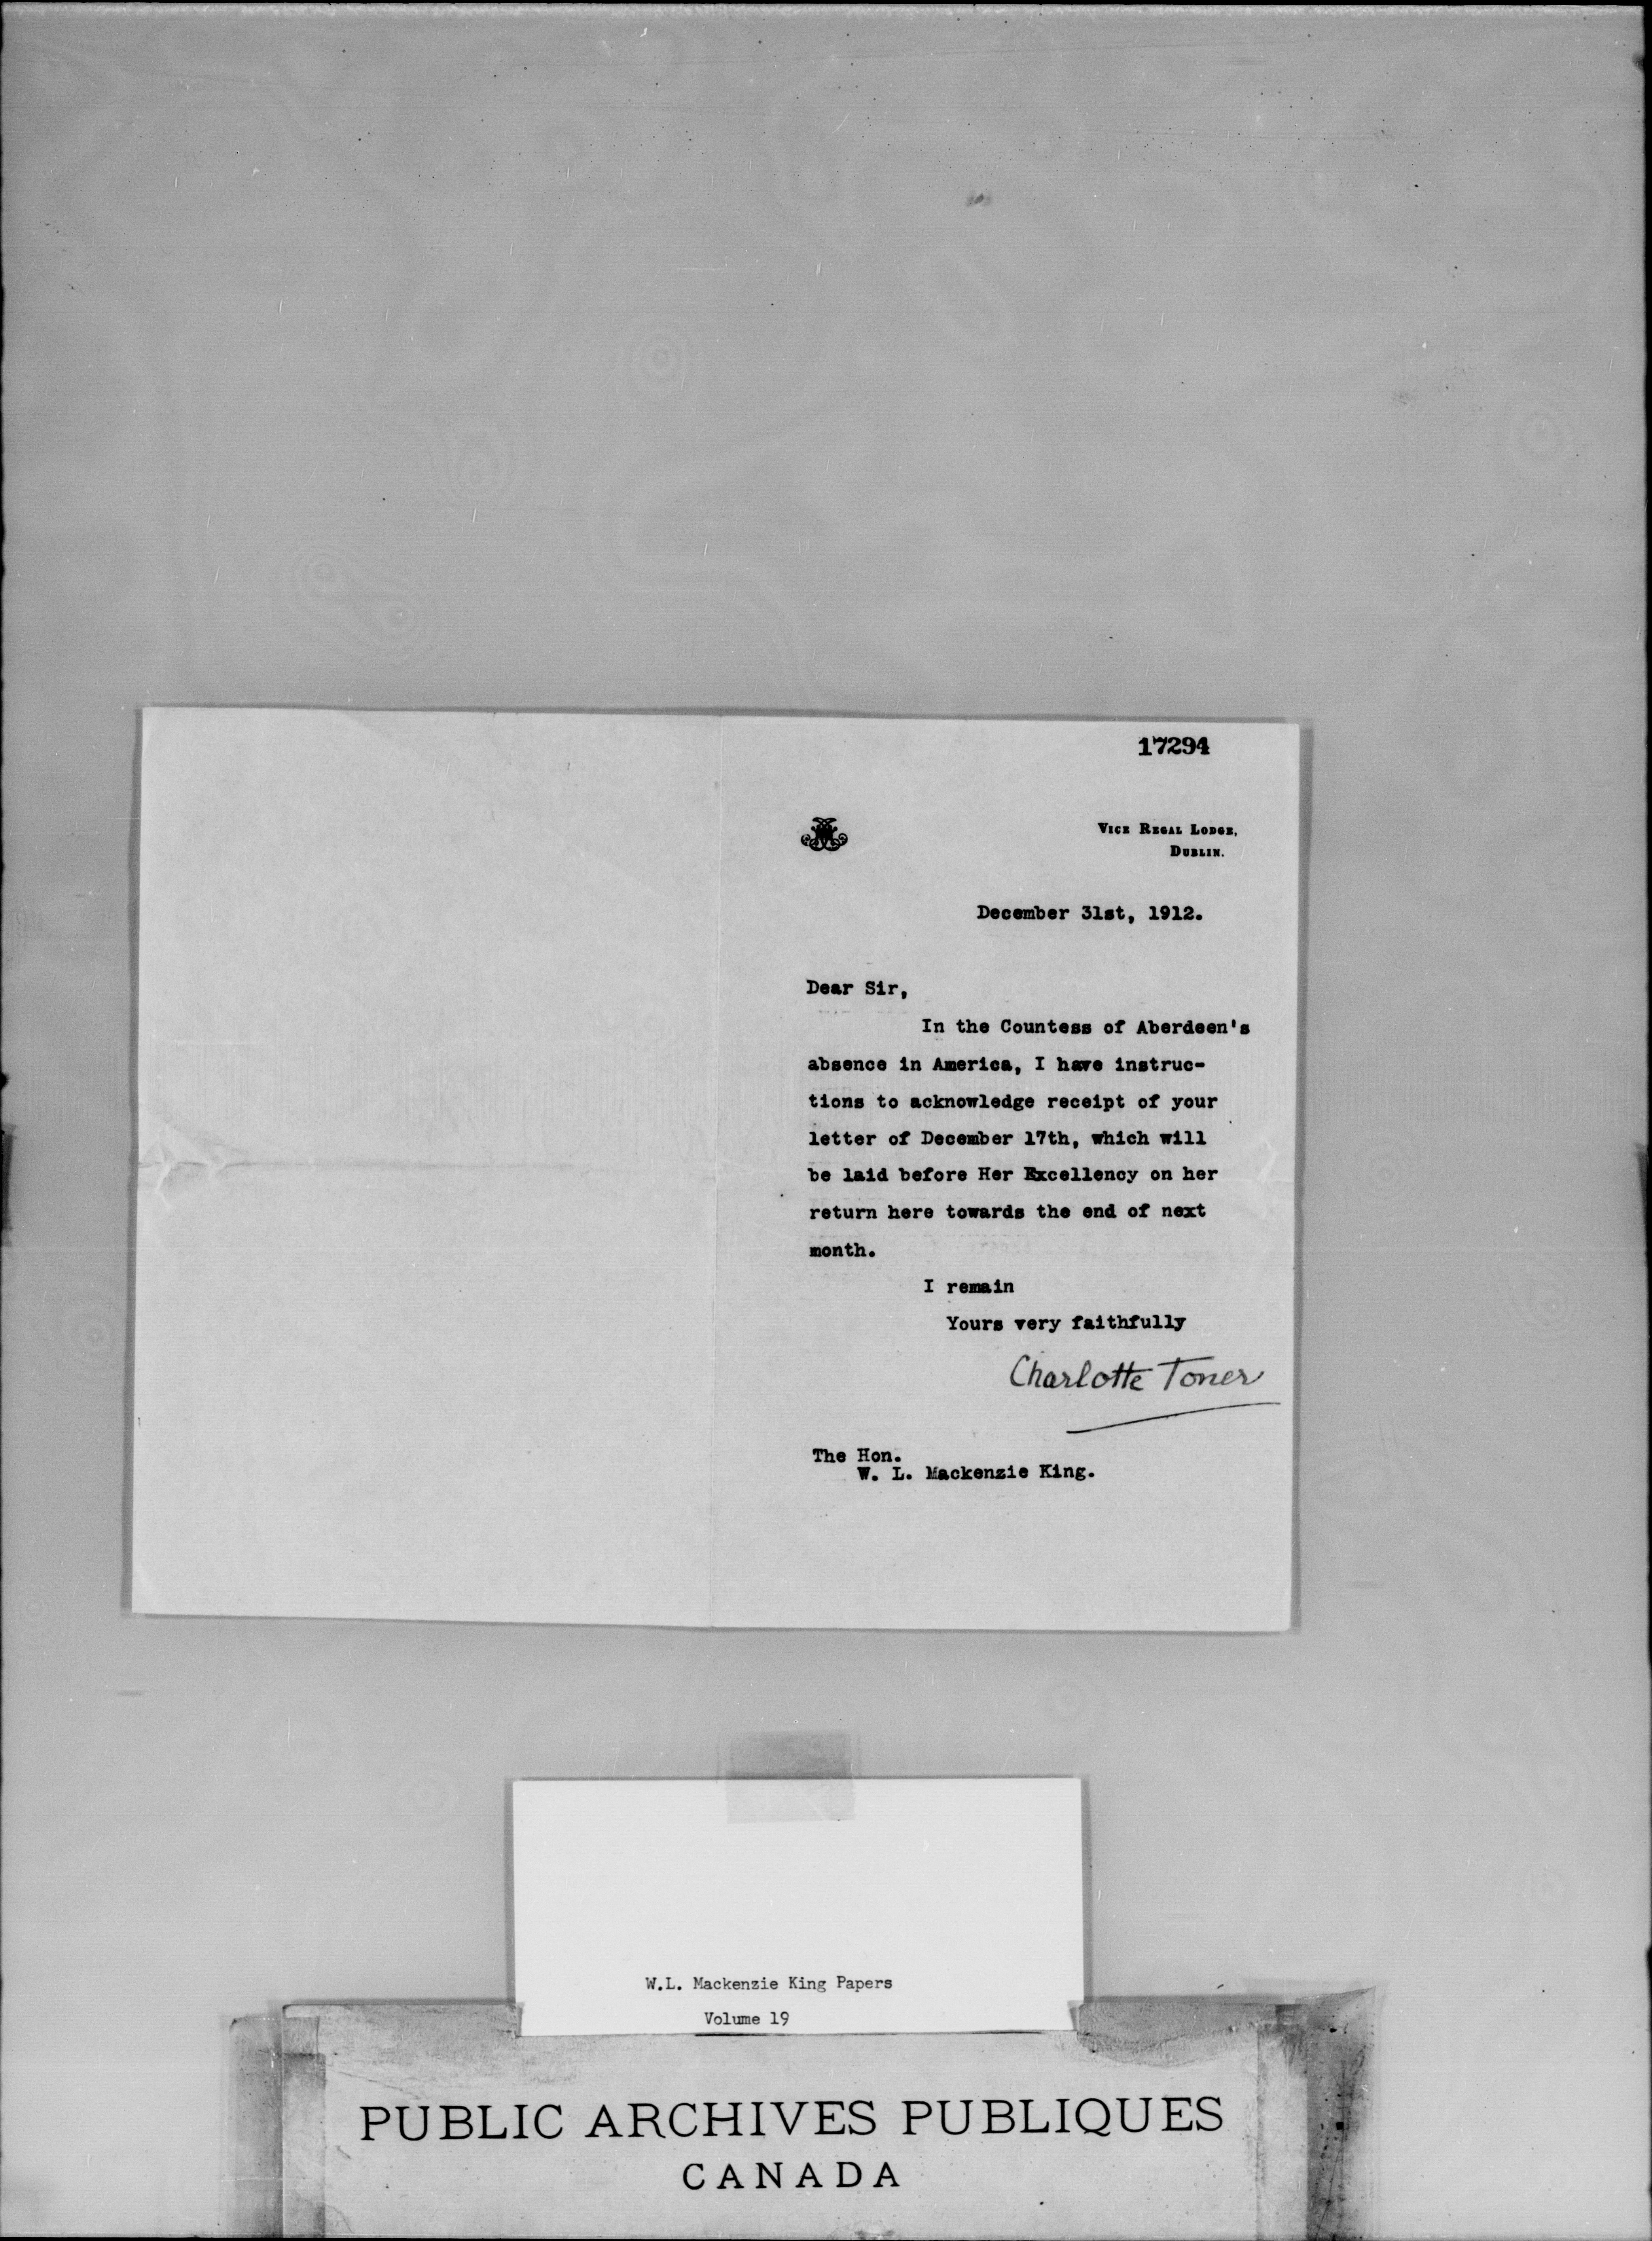 17294
Vice Regal Lodge,
Dublin.
December 31st, 1912.
Dear Sir,
In the Countess of Aberdeen's
absence in America, I have instruc-
tions to acknowledge receipt of your
letter of December 17th, which will
be laid before Her Excellency on her
return here towards the end of next
month.
I remain
Yours very faithfully
Charlotte Toner
The Hon.
W. L. Mackenzie King.
W.L. Mackenzie King Papers
Volume 19
PUBLIC ARCHIVES PUBLIQUES
CANADA